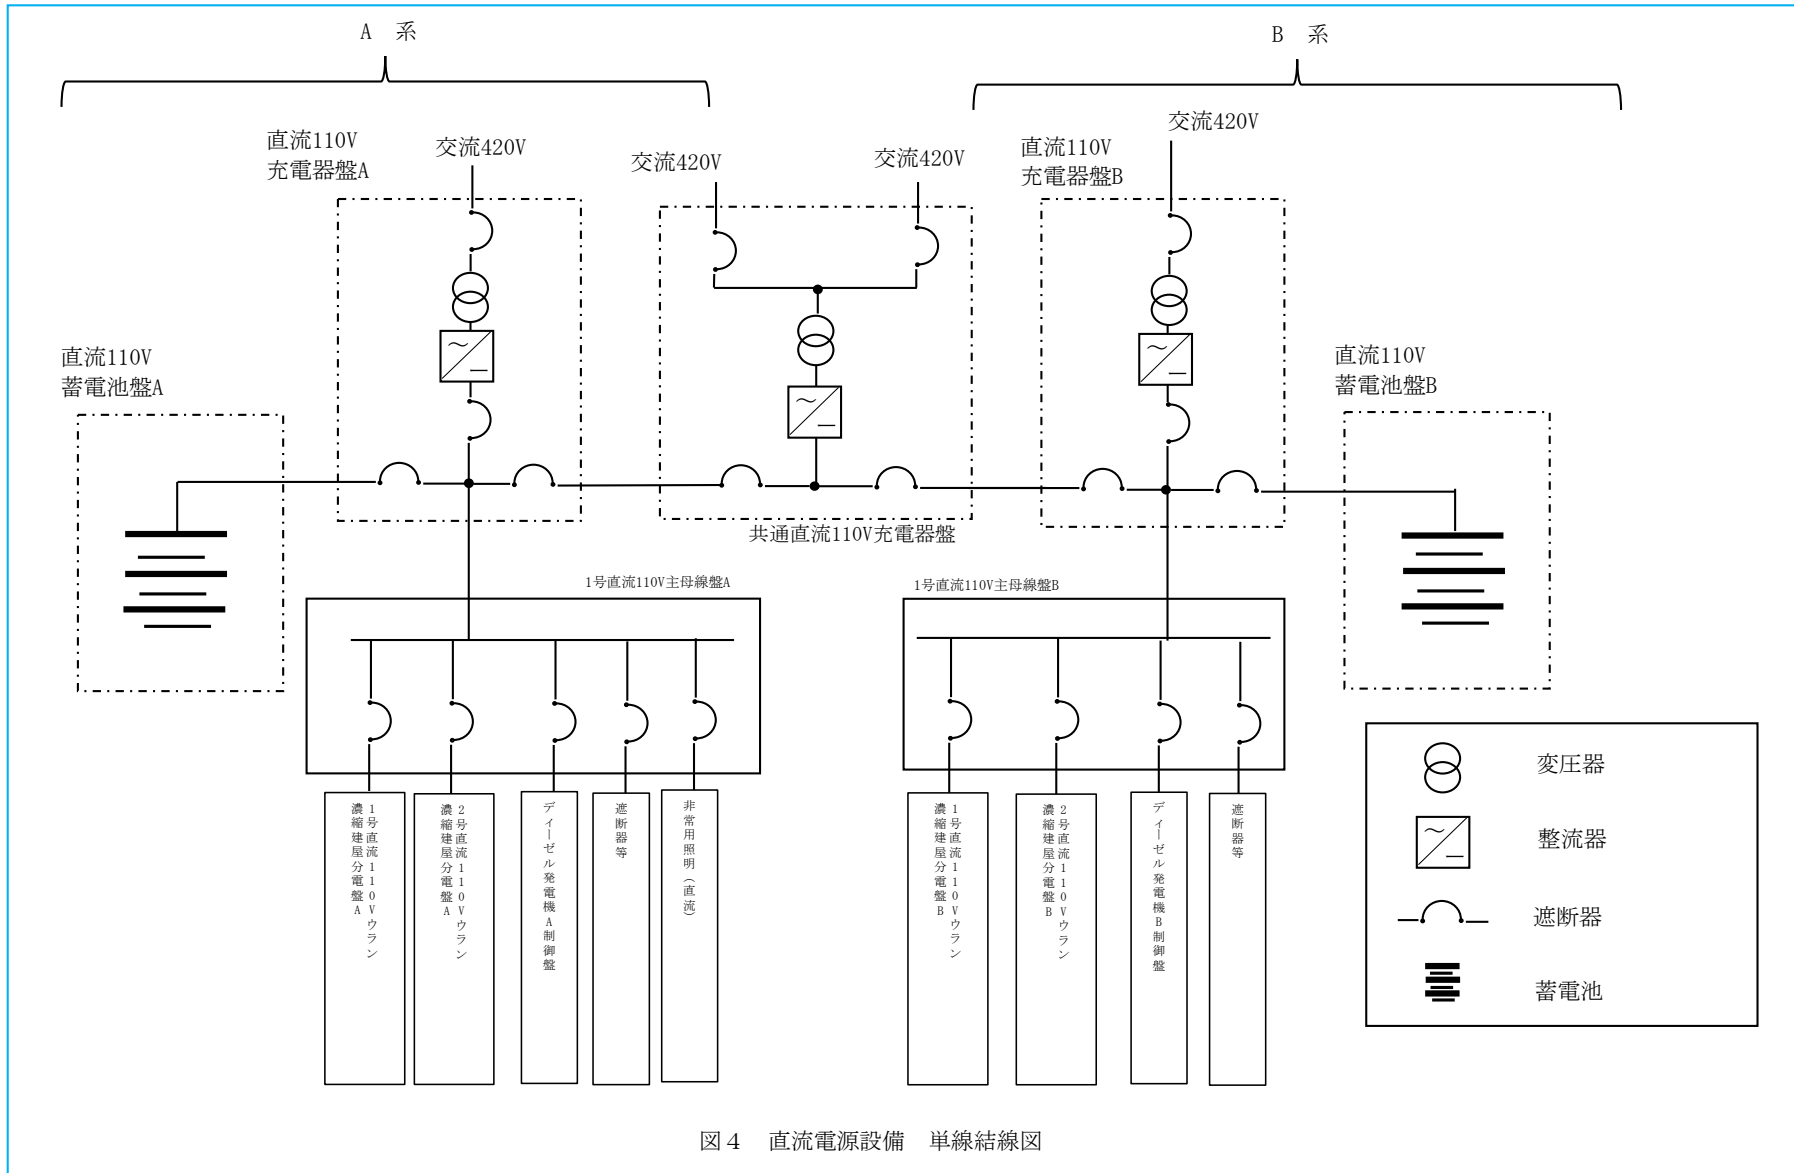 A　系
B　系
直流110V
充電器盤A
交流420V
交流420V
交流420V
直流110V
充電器盤B
交流420V
直流110V
蓄電池盤A
直流110V
蓄電池盤B
共通直流110V充電器盤
1号直流110V主母線盤A
1号直流110V主母線盤B
1号直流110Vウラン
濃縮建屋分電盤A
2号直流110Vウラン
濃縮建屋分電盤A
ディーゼル発電機A制御盤
遮断器等
非常用照明（直流）
1号直流110Vウラン
濃縮建屋分電盤B
2号直流110Vウラン
濃縮建屋分電盤B
ディーゼル発電機B制御盤
遮断器等
変圧器
整流器
遮断器
蓄電池
図４　直流電源設備　単線結線図